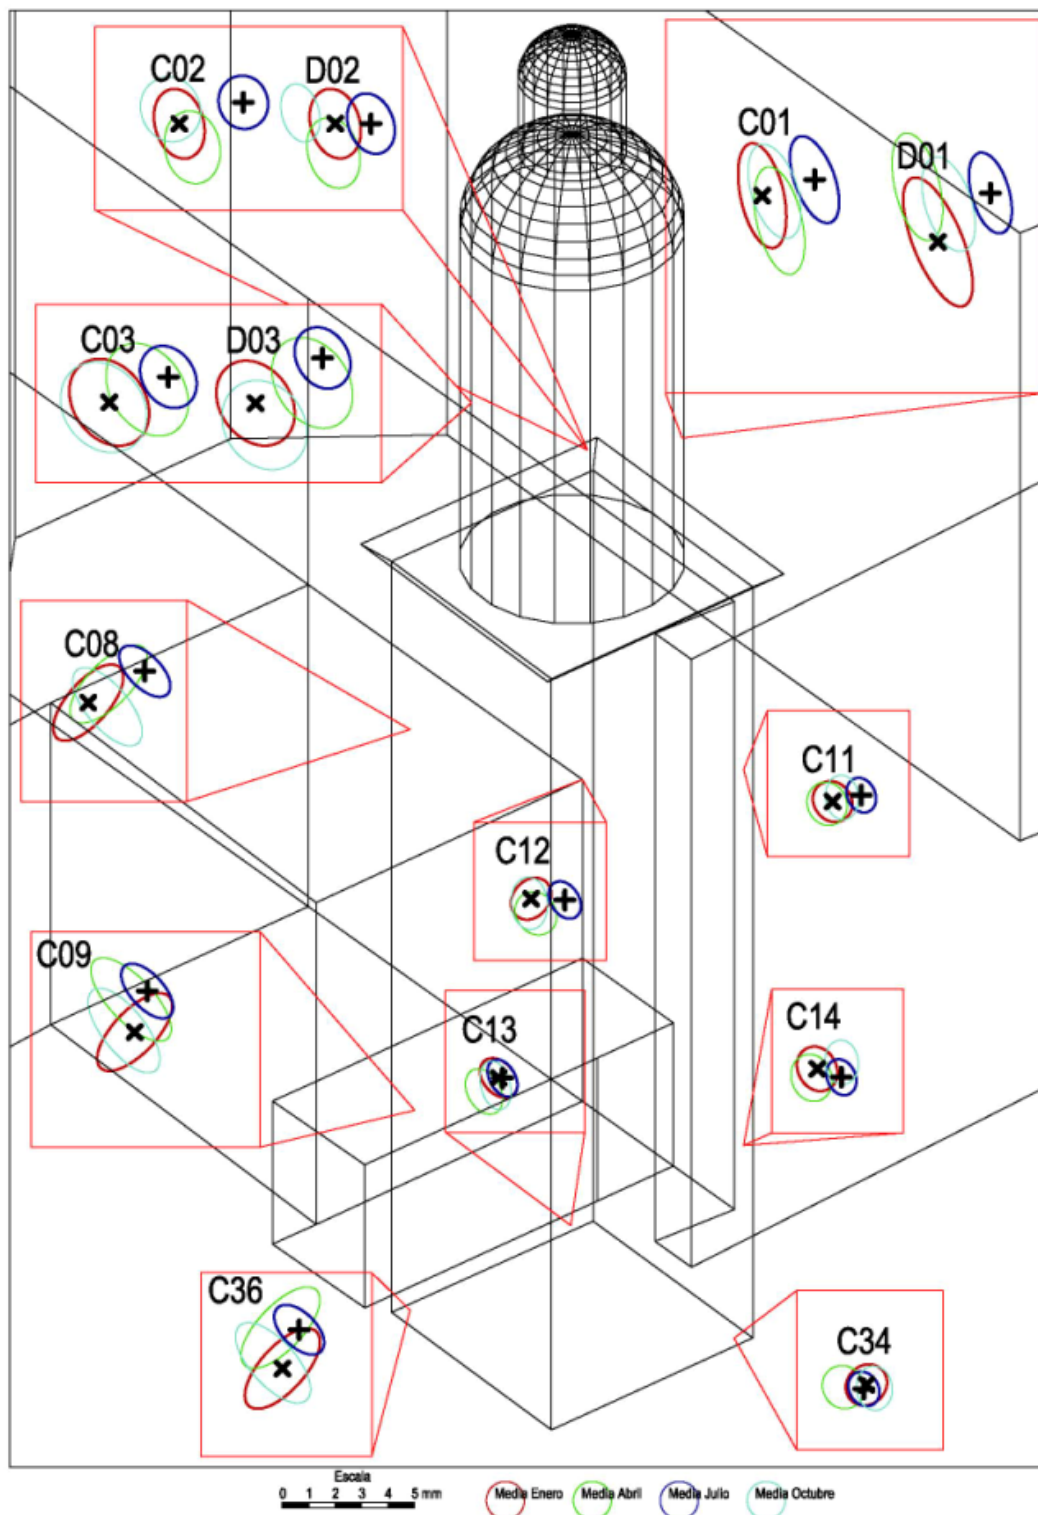 C02 D02
C01
D01
C03 D03
C08
C11
C12
C09
C13
C14
C36
C34
Escala
0 1 2 3 4 5 mm
Media Enero Media Abril Media Julio Media Octubre